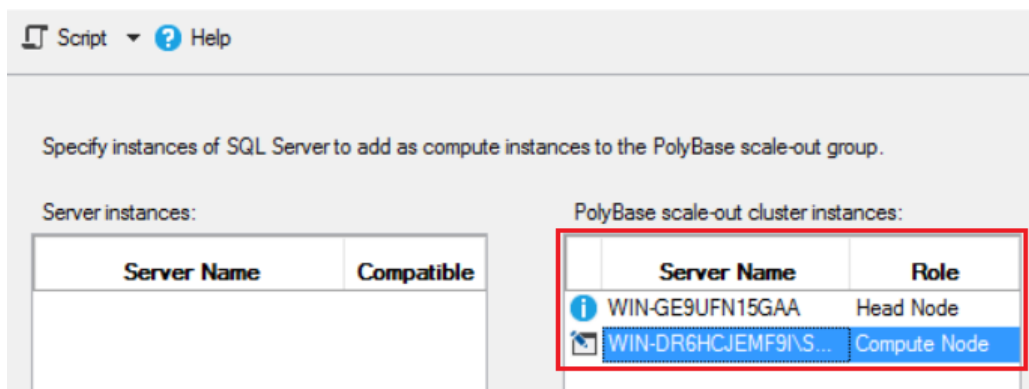 Script Help
Specify instances of SQL Server to add as compute instances to the PolyBase scale-out group.
Server instances: PolyBase scale-out cluster instances:
Server Name Compatible Server Name Role
WIN-GE9UFN15GAA Head Node
WIN-DR6HCJEMF9I\S... Compute Node